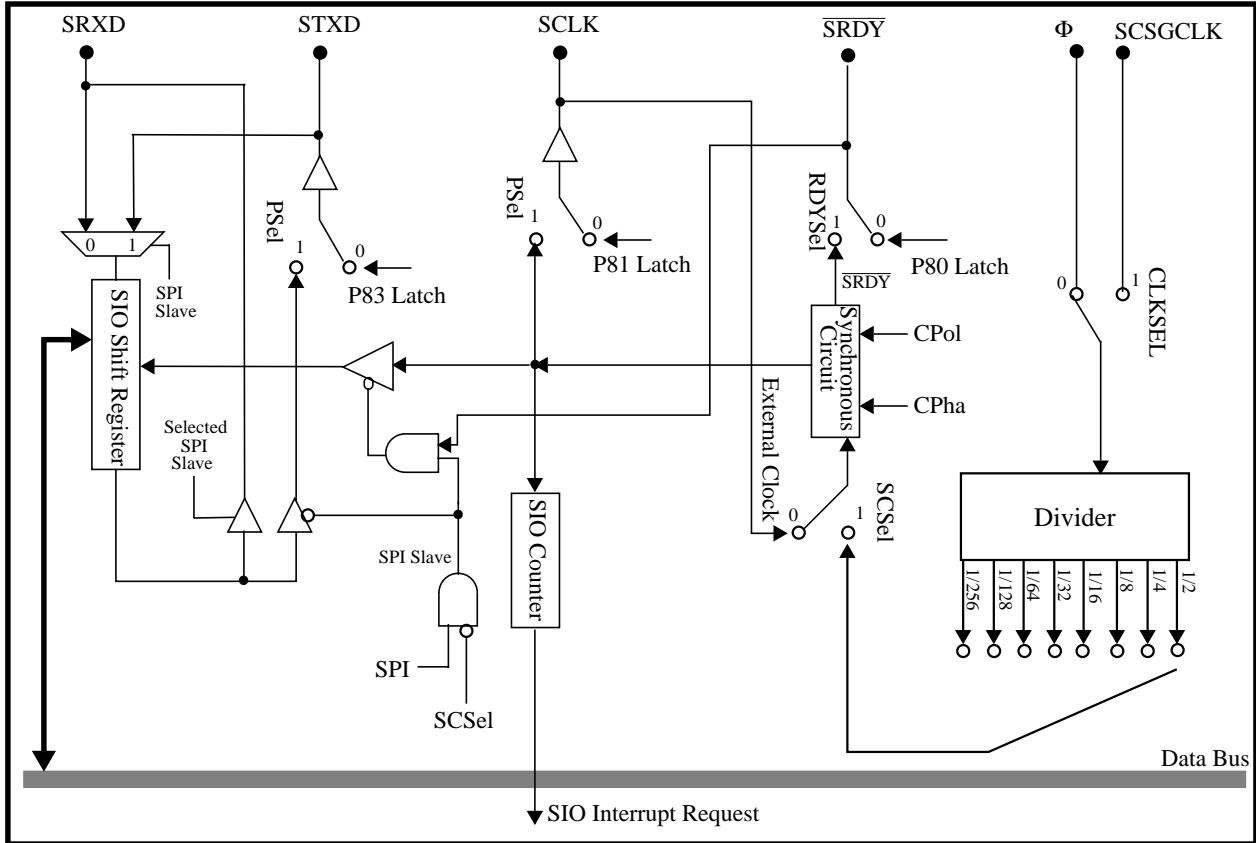 SRXD
STXD
SCLK
SRDY
Φ
SCSGCLK
0 1
SPI
Slave
PSel
1
0
P83 Latch
PSel
1
0
P81 Latch
RDYSel
1
0
P80 Latch
SRDY
0
1
CLKSEL
SIO Shift Register
Synchronous
Circuit
CPol
CPha
Selected
SPI
Slave
External Clock
0
1
SCSel
SIO Counter
SPI Slave
SPI
SCSel
Divider
1/256
1/128
1/64
1/32
1/16
1/8
1/4
1/2
Data Bus
SIO Interrupt Request